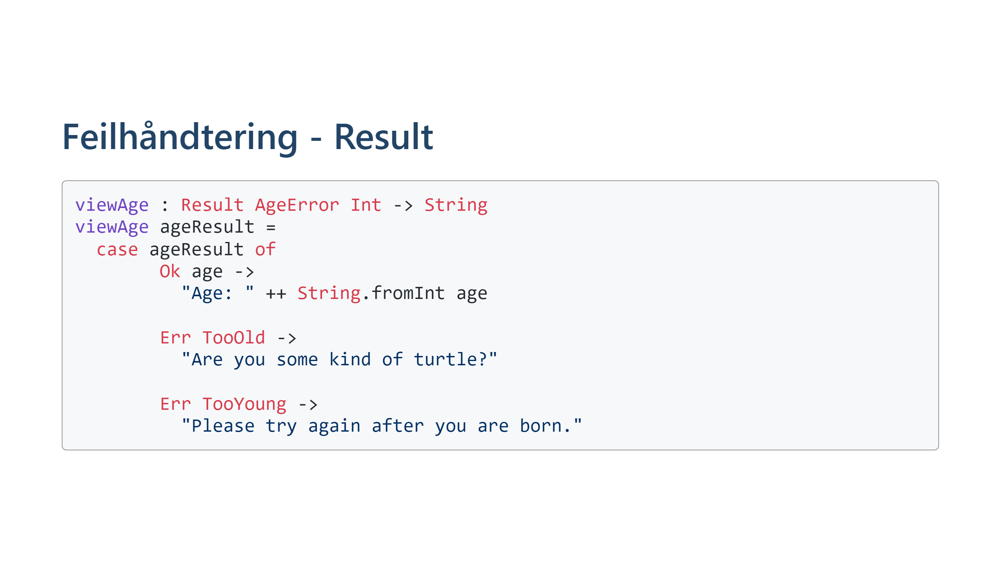 Feilhåndtering - Result
viewAge : Result AgeError Int -> String
viewAge ageResult =
  case ageResult of
        Ok age ->
          "Age: " ++ String.fromInt age
        Err TooOld ->
          "Are you some kind of turtle?"
        Err TooYoung ->
          "Please try again after you are born."